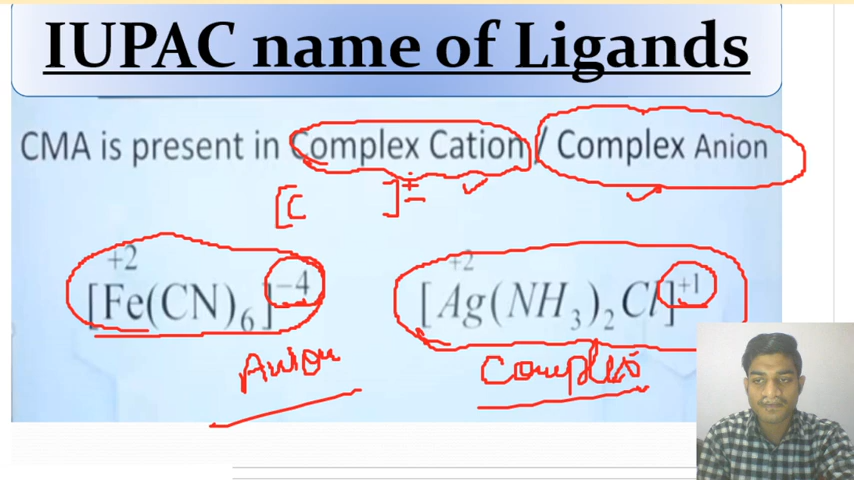 IUPAC name of Ligands
CMA is present in Complex Cation / Complex Anion
[C ]±
+2 +2
[Fe(CN)₆]⁻⁴ [Ag(NH₃)₂Cl]⁺¹
Anion Complex